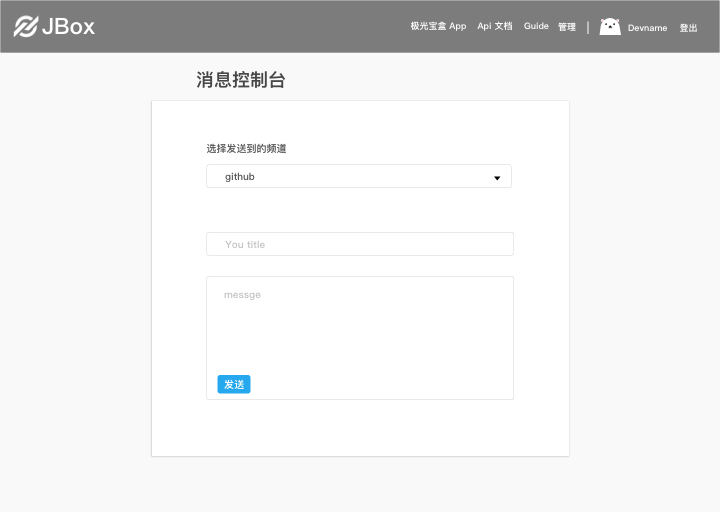 JBox
极光宝盒 App Api 文档 Guide 管理 | Devname 登出
消息控制台
选择发送到的频道
github
You title
messge
发送